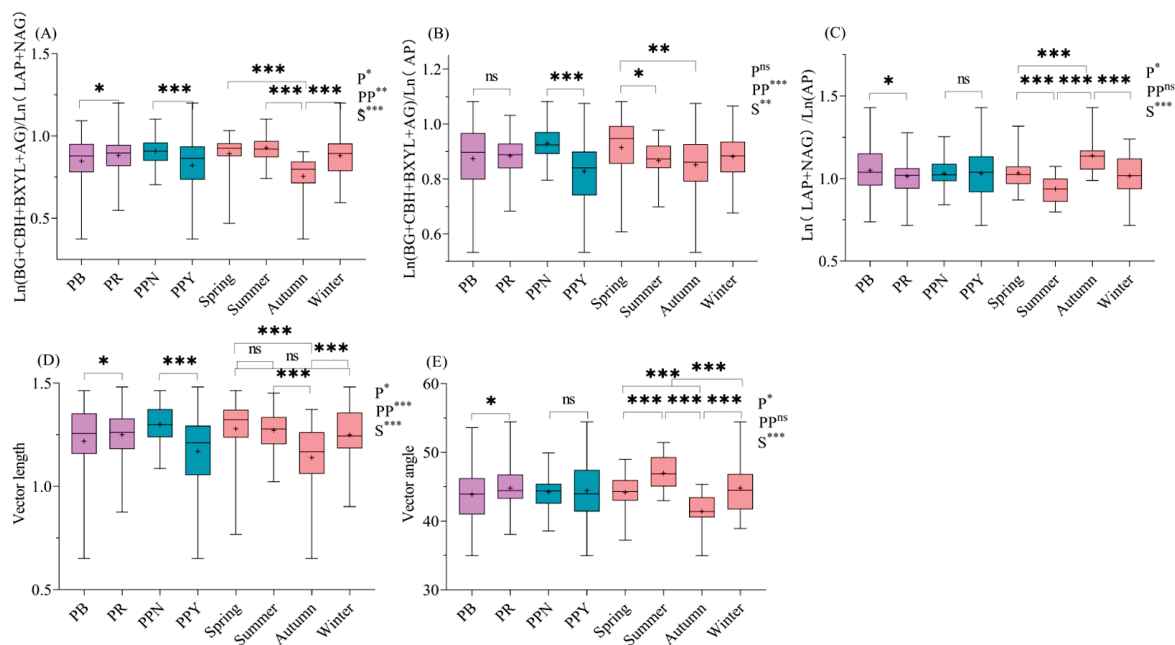 (A)
Ln(BG+CBH+BXYL+AG)/Ln( LAP+NAG)
1.5
1.0
0.5
*
***
***
***
***
P*
PP**
S***
PB
PR
PPN
PPY
Spring
Summer
Autumn
Winter
(B)
Ln(BG+CBH+BXYL+AG)/Ln( AP)
1.2
1.0
0.8
0.6
ns
***
**
*
Pns
PP***
S**
PB
PR
PPN
PPY
Spring
Summer
Autumn
Winter
(C)
Ln( LAP+NAG) /Ln(AP)
1.5
1.0
0.5
*
ns
***
***
***
***
P*
PPns
S***
PB
PR
PPN
PPY
Spring
Summer
Autumn
Winter
(D)
Vector length
1.5
1.0
0.5
*
***
***
ns
ns
***
***
P*
PP***
S***
PB
PR
PPN
PPY
Spring
Summer
Autumn
Winter
(E)
Vector angle
60
50
40
30
*
ns
***
***
***
***
***
P*
PPns
S***
PB
PR
PPN
PPY
Spring
Summer
Autumn
Winter